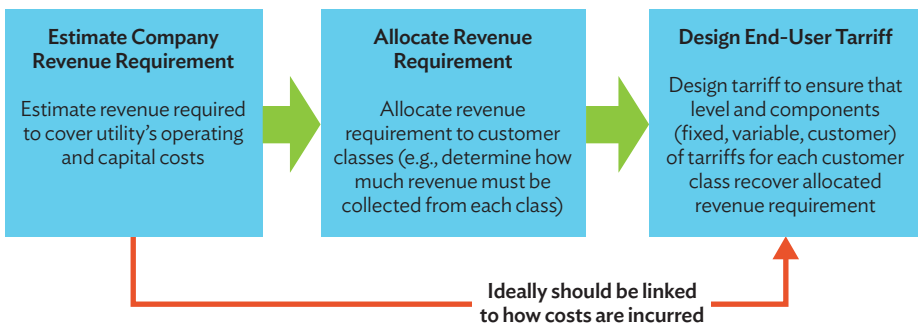 Estimate Company
Revenue Requirement
Estimate revenue required
to cover utility's operating
and capital costs
Allocate Revenue
Requirement
Allocate revenue
requirement to customer
classes (e.g., determine how
much revenue must be
collected from each class)
Design End-User Tarriff
Design tarriff to ensure that
level and components
(fixed, variable, customer)
of tarriffs for each customer
class recover allocated
revenue requirement
Ideally should be linked
to how costs are incurred